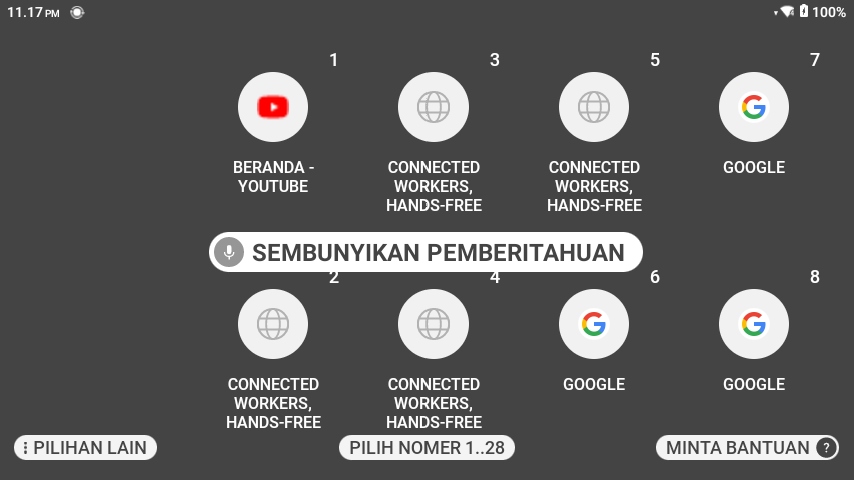 11.17 PM
100%
1
3
5
7
BERANDA -
YOUTUBE
CONNECTED
WORKERS,
HANDS-FREE
CONNECTED
WORKERS,
HANDS-FREE
GOOGLE
SEMBUNYIKAN PEMBERITAHUAN
2
4
6
8
CONNECTED
WORKERS,
HANDS-FREE
CONNECTED
WORKERS,
HANDS-FREE
GOOGLE
GOOGLE
PILIHAN LAIN
PILIH NOMER 1..28
MINTA BANTUAN ?